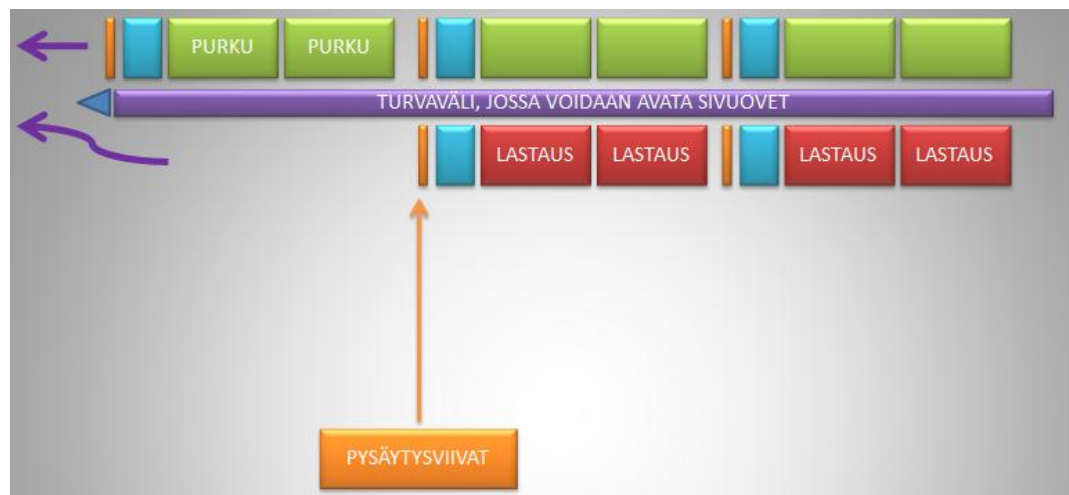 PURKU PURKU
TURVAVÄLI, JOSSA VOIDAAN AVATA SIVUOVET
LASTAUS LASTAUS LASTAUS LASTAUS
PYSÄYTYSVIIVAT